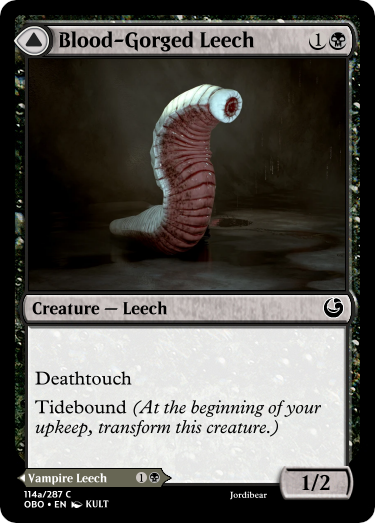 Blood-Gorged Leech 1
Creature — Leech
Deathtouch
Tidebound (At the beginning of your
upkeep, transform this creature.)
Vampire Leech 1
1/2
114a/287 C
OBO • EN KULT
Jordibear